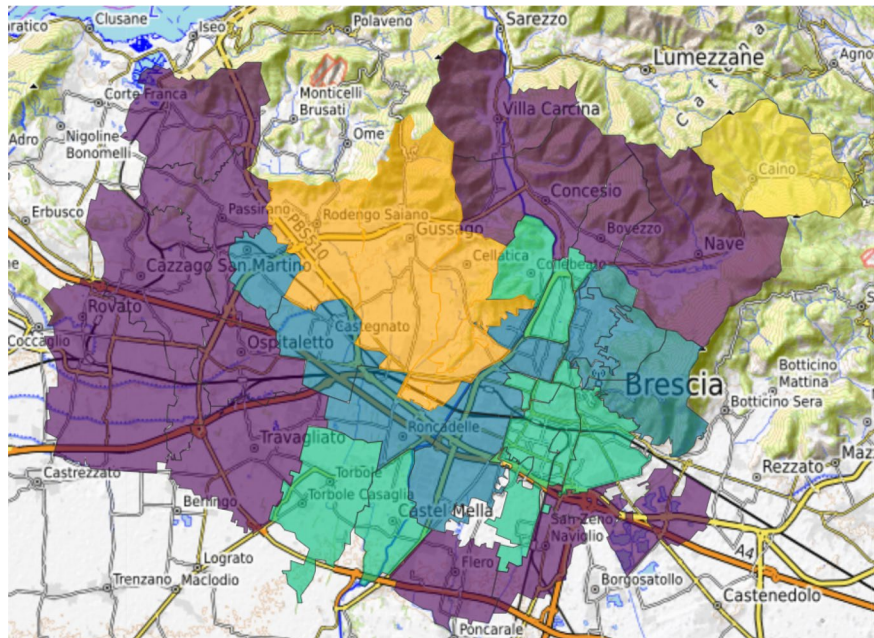 Clusane
Iseo
Polaveno
Sarezzo
Lumezzane
Corte Franca
Monticelli
Brusati
Villa Carcina
Adro
Nigoline
Bonomelli
Ome
Caino
Concesio
Erbusco
Passirano
Rodengo Saiano
PBS510
Gussago
Bovezzo
Nave
Cellatica
Collebeato
Cazzago San Martino
Rovato
Castegnato
Coccaglio
Ospitaletto
Brescia
Botticino
Mattina
Botticino Sera
Roncadelle
Travagliato
Rezzato
Castrezzato
Torbole
Torbole Casaglia
Berlingo
Castel Mella
San Zeno
Naviglio
A4
Lograto
Flero
Trenzano
Maclodio
Borgosatollo
Castenedolo
Poncarale